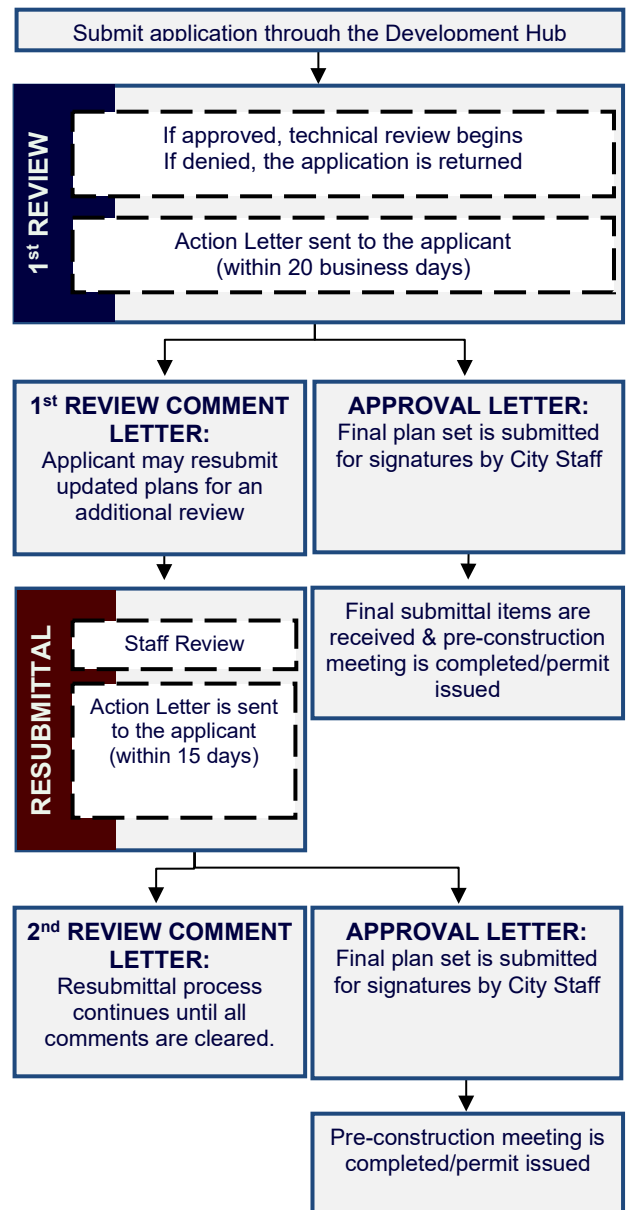 Submit application through the Development Hub
1st REVIEW
If approved, technical review begins
If denied, the application is returned
Action Letter sent to the applicant
(within 20 business days)
1st REVIEW COMMENT
LETTER:
Applicant may resubmit
updated plans for an
additional review
APPROVAL LETTER:
Final plan set is submitted
for signatures by City Staff
Final submittal items are
received & pre-construction
meeting is completed/permit
issued
RESUBMITTAL
Staff Review
Action Letter is sent
to the applicant
(within 15 days)
2nd REVIEW COMMENT
LETTER:
Resubmittal process
continues until all
comments are cleared.
APPROVAL LETTER:
Final plan set is submitted
for signatures by City Staff
Pre-construction meeting is
completed/permit issued